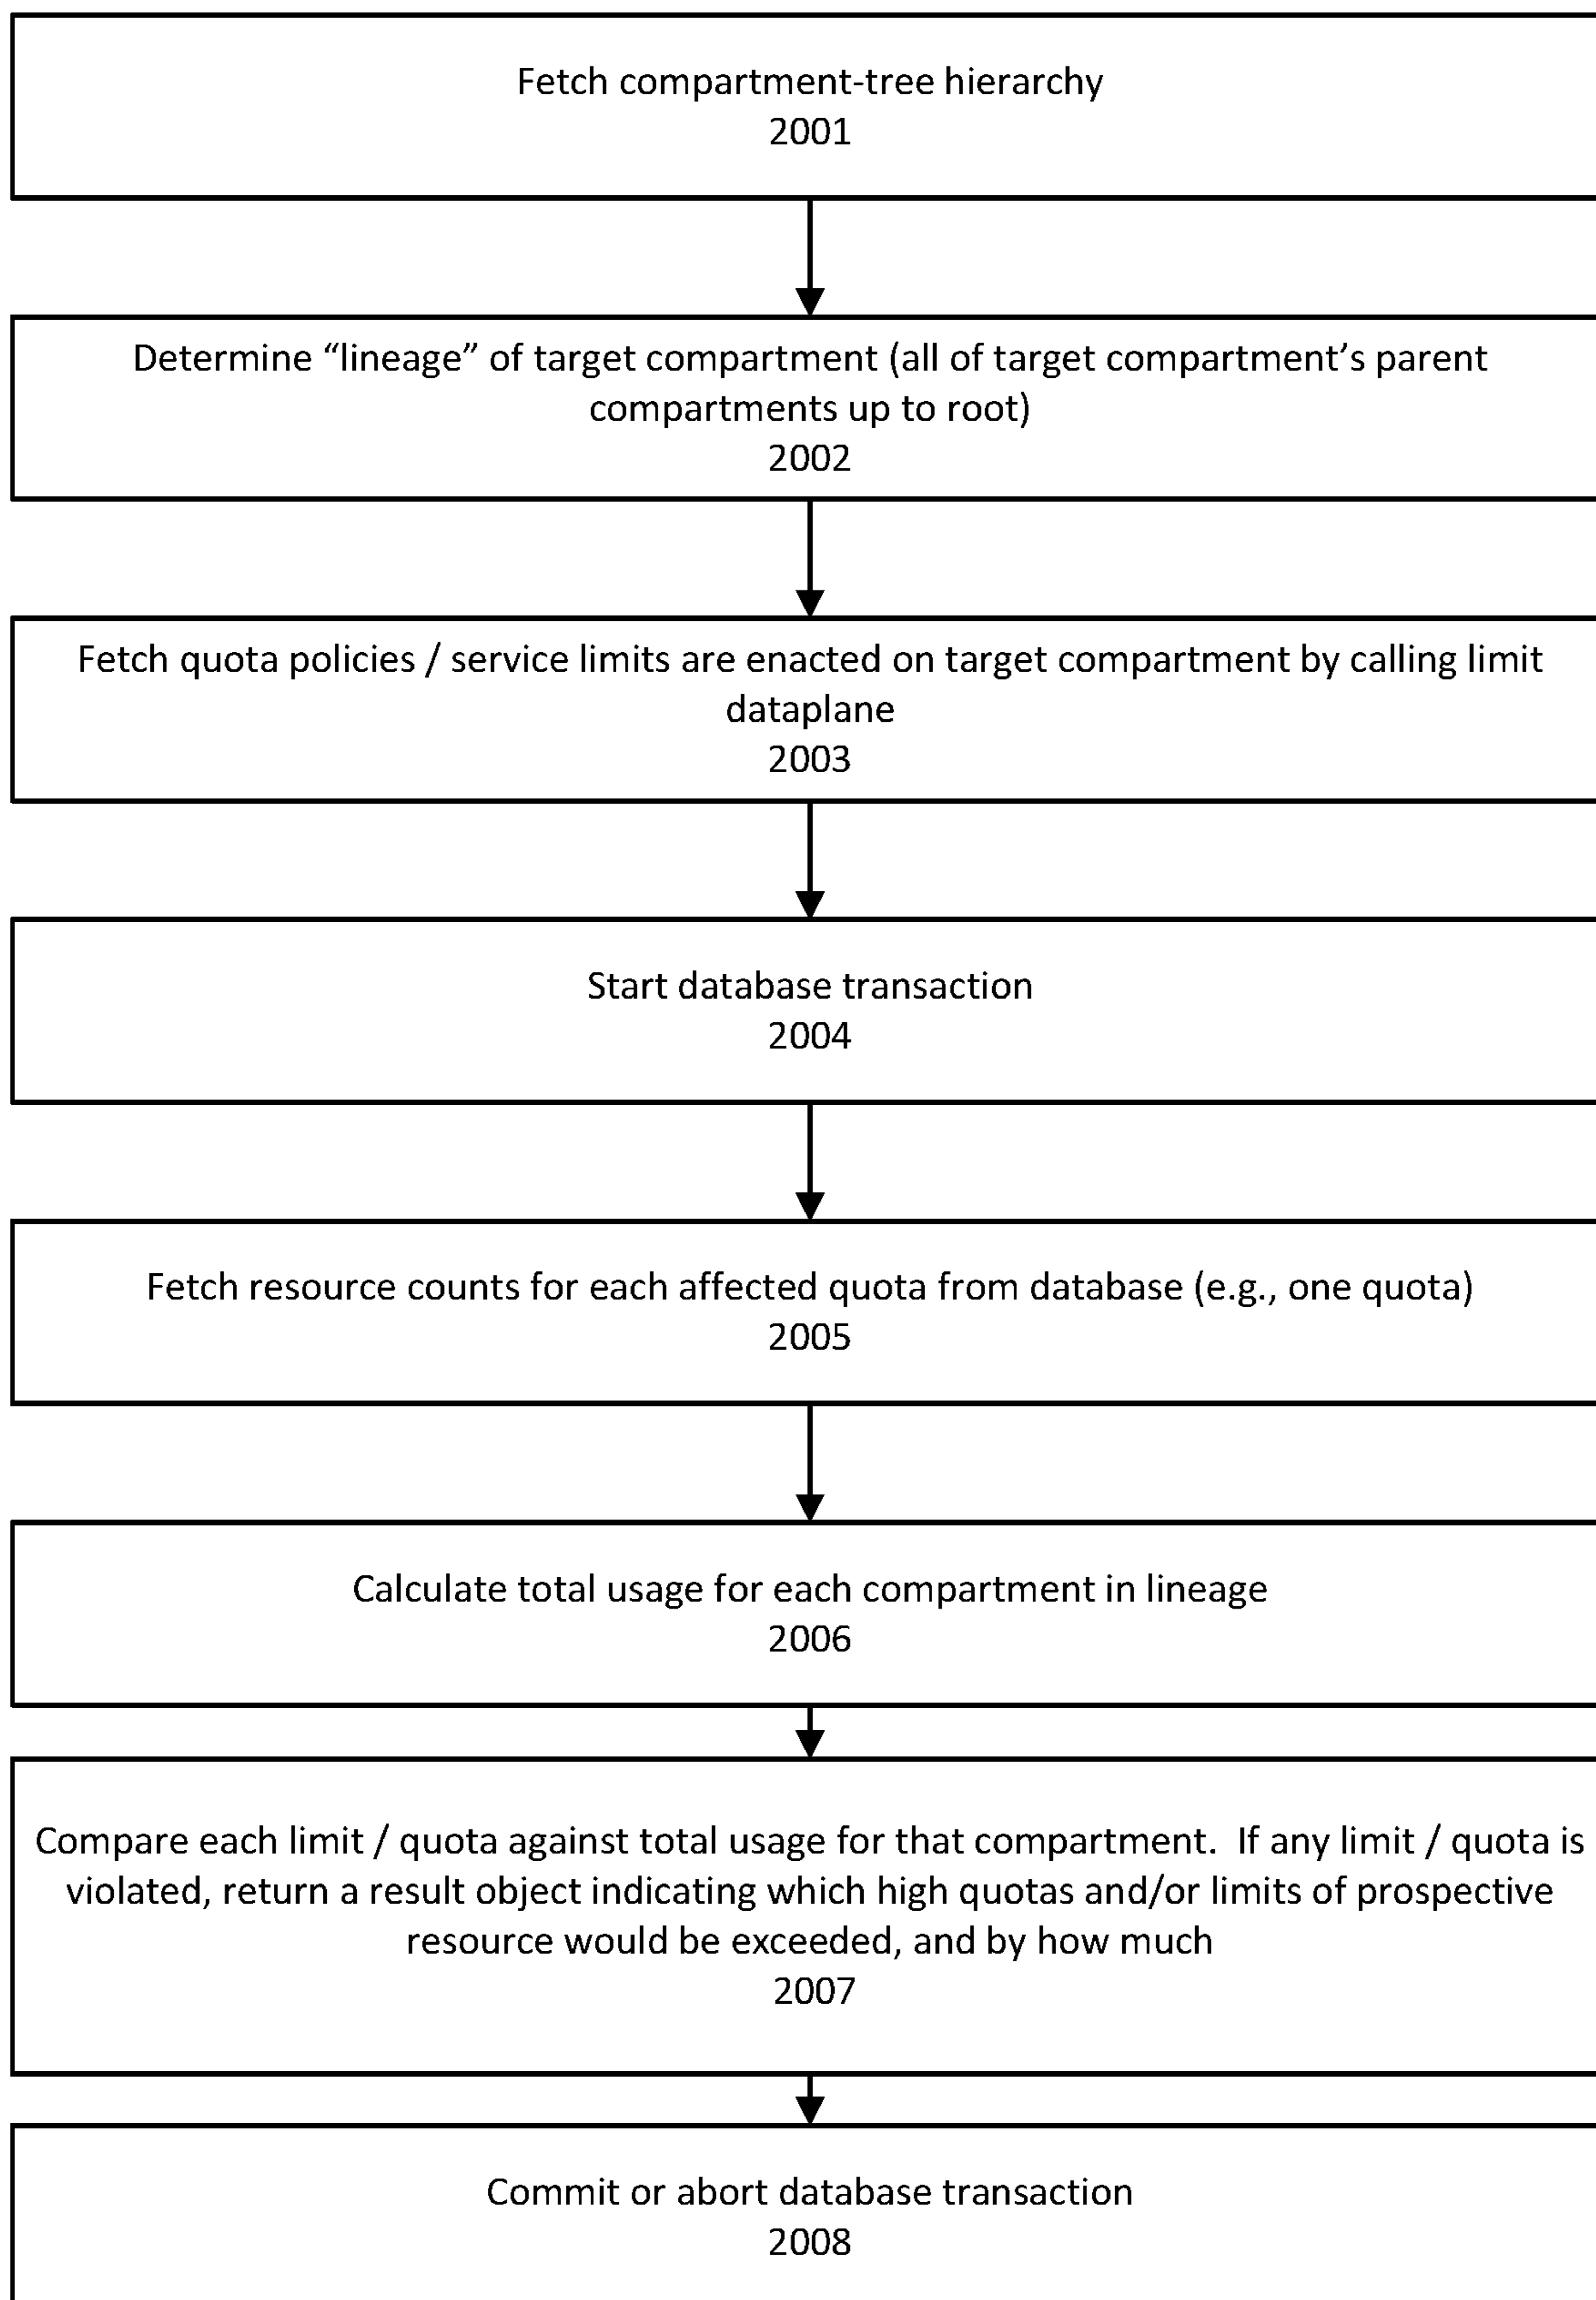 Fetch compartment-tree hierarchy
2001
Determine “lineage” of target compartment (all of target compartment’s parent
compartments up to root)
2002
Fetch quota policies / service limits are enacted on target compartment by calling limit
dataplane
2003
Start database transaction
2004
Fetch resource counts for each affected quota from database (e.g., one quota)
2005
Calculate total usage for each compartment in lineage
2006
Compare each limit / quota against total usage for that compartment.  If any limit / quota is
violated, return a result object indicating which high quotas and/or limits of prospective
resource would be exceeded, and by how much
2007
Commit or abort database transaction
2008